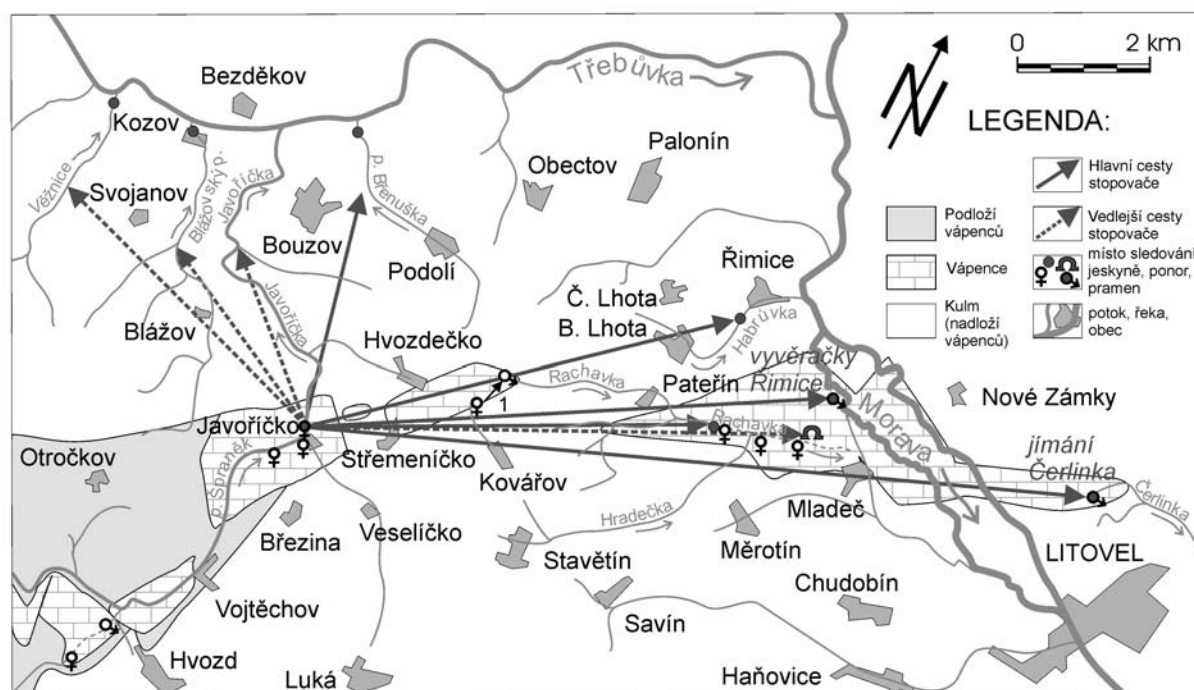 0 2 km
Třebůvka
Bezděkov
Kozov
LEGENDA:
Palonín
Obectov
Věžnice
Svojanov
Blážovský p.
Javoříčka
p. Břenuška
Bouzov
Podolí
Hlavní cesty
stopovače
Podloží
vápenců
Vedlejší cesty
stopovače
Vápence
místo sledování
jeskyně, ponor,
pramen
Kulm
(nadloží
vápenců)
potok, řeka,
obec
Řimice
Č. Lhota
B. Lhota
Habrůvka
Blážov
Javoříčka
Hvozdečko
vyvěračky
Řimice
Rachavka
Pateřín
Nové Zámky
1
Morava
Rachavka
Javoříčko
Otročkov
p. Špraněk
Střemeníčko
Kovářov
jímání
Čerlinka
Čerlinka
Mladeč
Hradečka
Veselíčko
Březina
Stavětín
Měrotín
LITOVEL
Chudobín
Vojtěchov
Savín
Hvozd
Luká
Haňovice